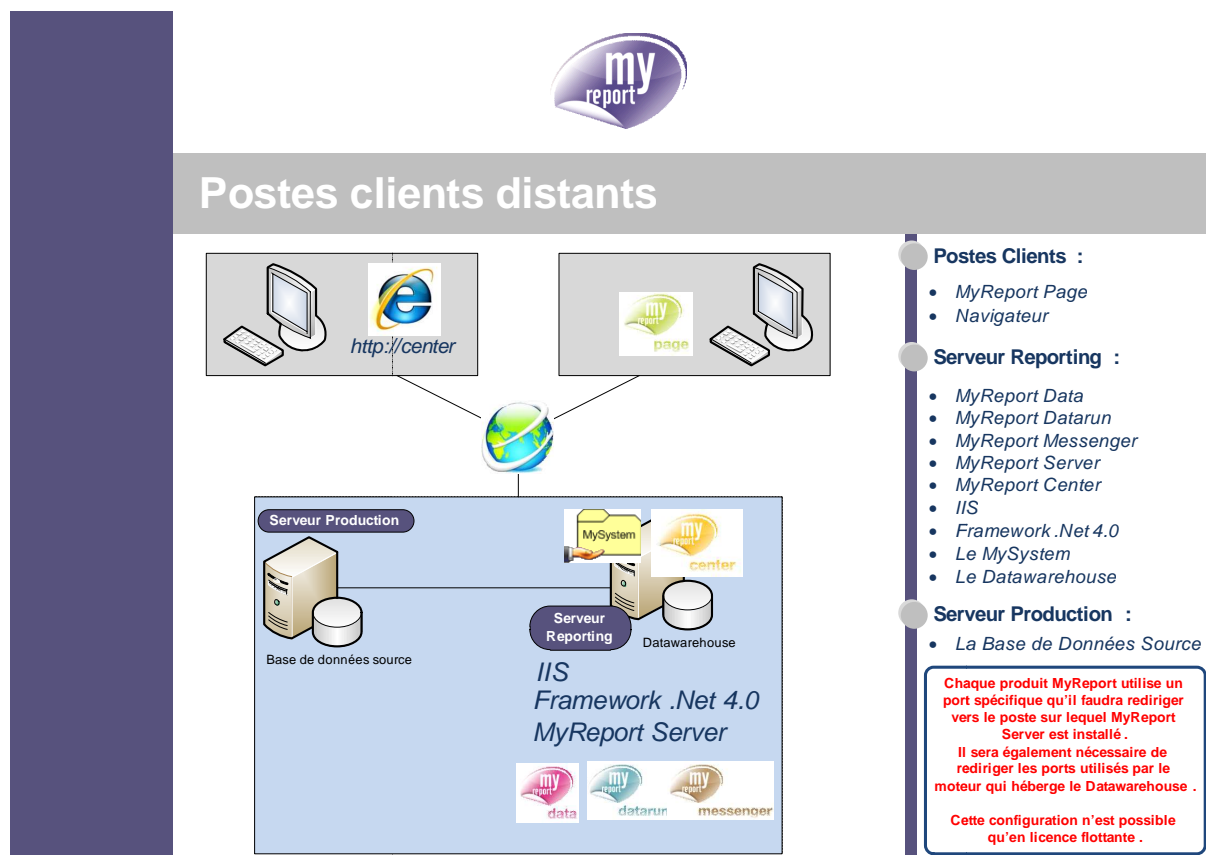 my
report
Postes clients distants
http://center
my
report
page
Serveur Production
Base de données source
MySystem
my
report
center
Serveur
Reporting
Datawarehouse
IIS
Framework .Net 4.0
MyReport Server
my
report
data
my
report
datarun
my
report
messenger
Postes Clients :
• MyReport Page
• Navigateur
Serveur Reporting :
• MyReport Data
• MyReport Datarun
• MyReport Messenger
• MyReport Server
• MyReport Center
• IIS
• Framework .Net 4.0
• Le MySystem
• Le Datawarehouse
Serveur Production :
• La Base de Données Source
Chaque produit MyReport utilise un
port spécifique qu'il faudra rediriger
vers le poste sur lequel MyReport
Server est installé .
Il sera également nécessaire de
rediriger les ports utilisés par le
moteur qui héberge le Datawarehouse .
Cette configuration n'est possible
qu'en licence flottante .